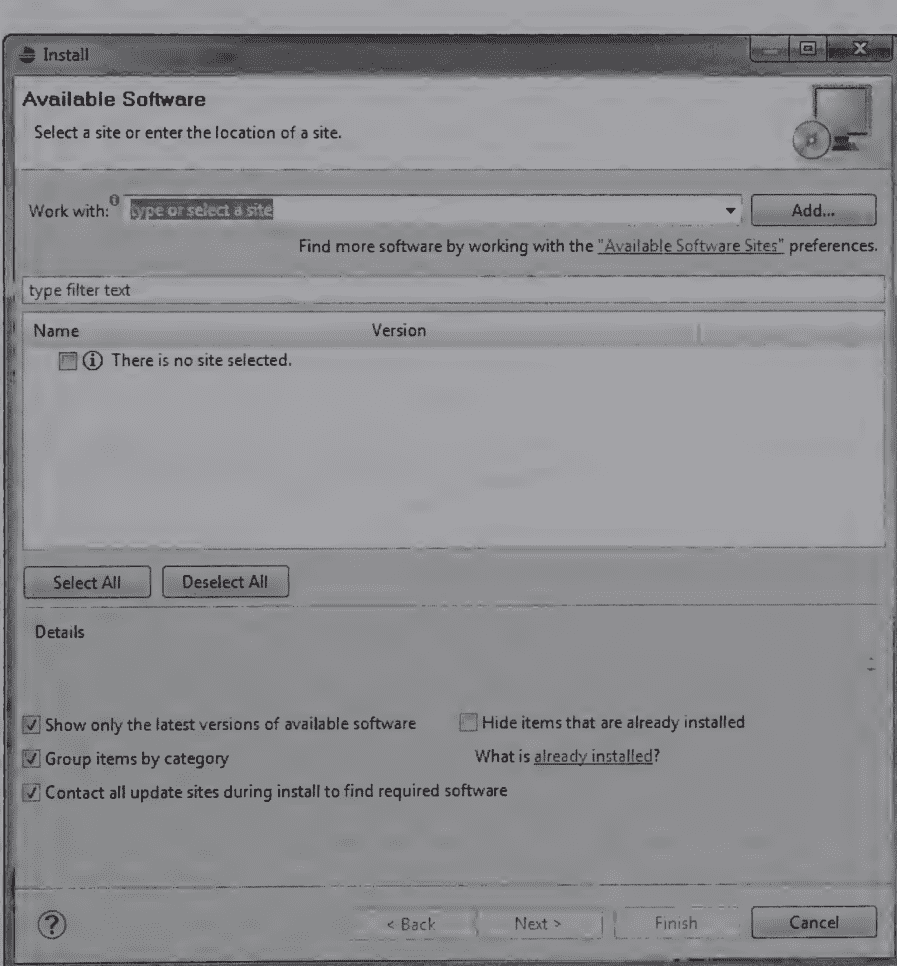 Install
Available Software
Select a site or enter the location of a site.
Work with: type or select a site Add...
Find more software by working with the "Available Software Sites" preferences.
type filter text
Name Version
There is no site selected.
Select All Deselect All
Details
Show only the latest versions of available software Hide items that are already installed
Group items by category What is already installed?
Contact all update sites during install to find required software
? < Back Next > Finish Cancel